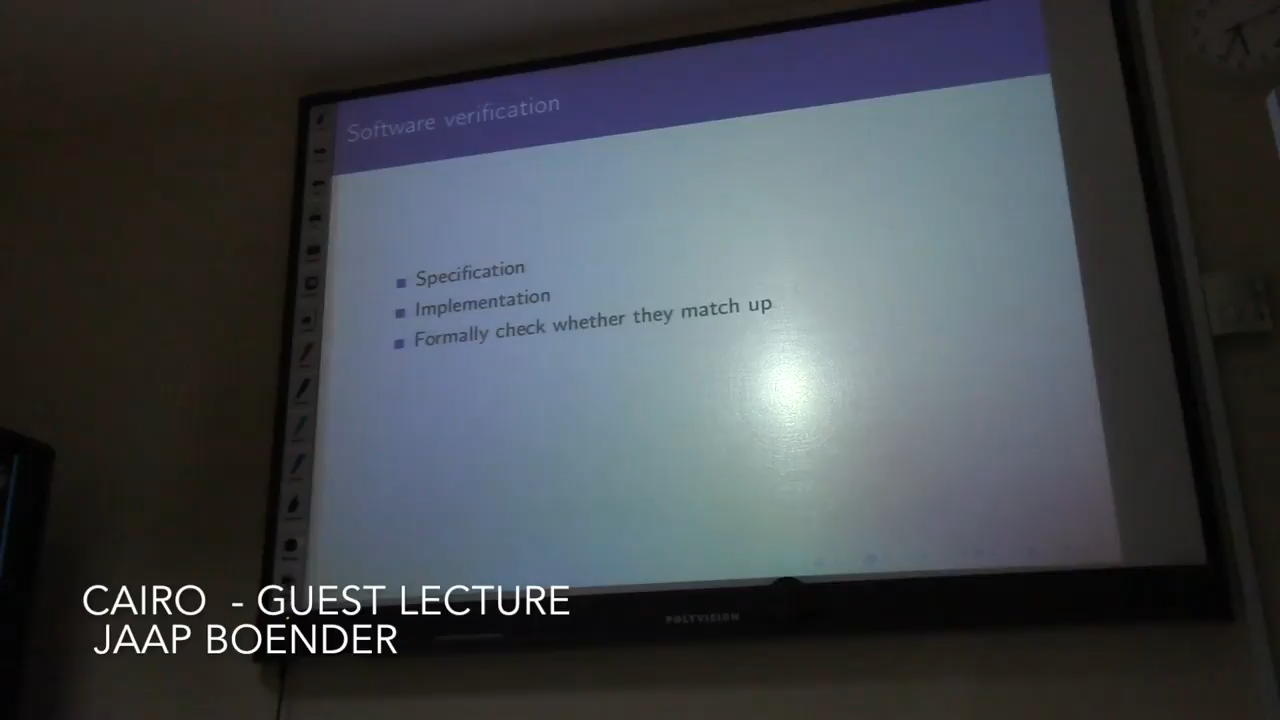 Software verification
Specification
Implementation
Formally check whether they match up
POLYVISION
CAIRO - GUEST LECTURE
JAAP BOENDER